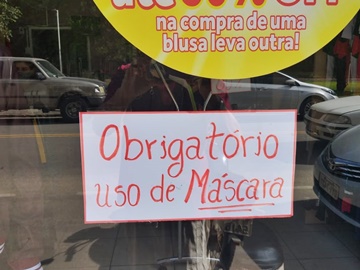 na compra de uma
blusa leva outra!
Obrigatório
uso de Máscara